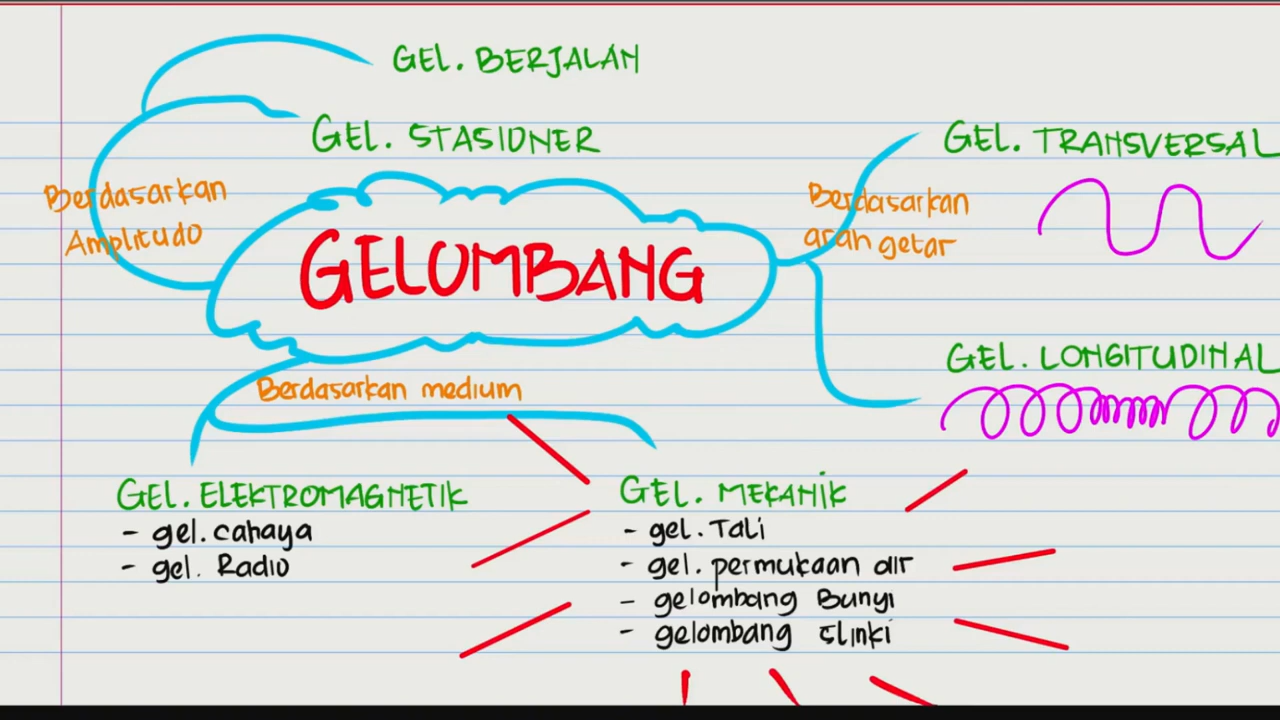 GEL. BERJALAN
GEL. STASIONER
Berdasarkan
Amplitudo
GELOMBANG
Berdasarkan
arah getar
GEL. TRANSVERSAL
GEL. LONGITUDINAL
Berdasarkan medium
GEL. ELEKTROMAGNETIK
- gel. cahaya
- gel. Radio
GEL. MEKANIK
- gel. Tali
- gel. permukaan air
- gelombang Bunyi
- gelombang slinki